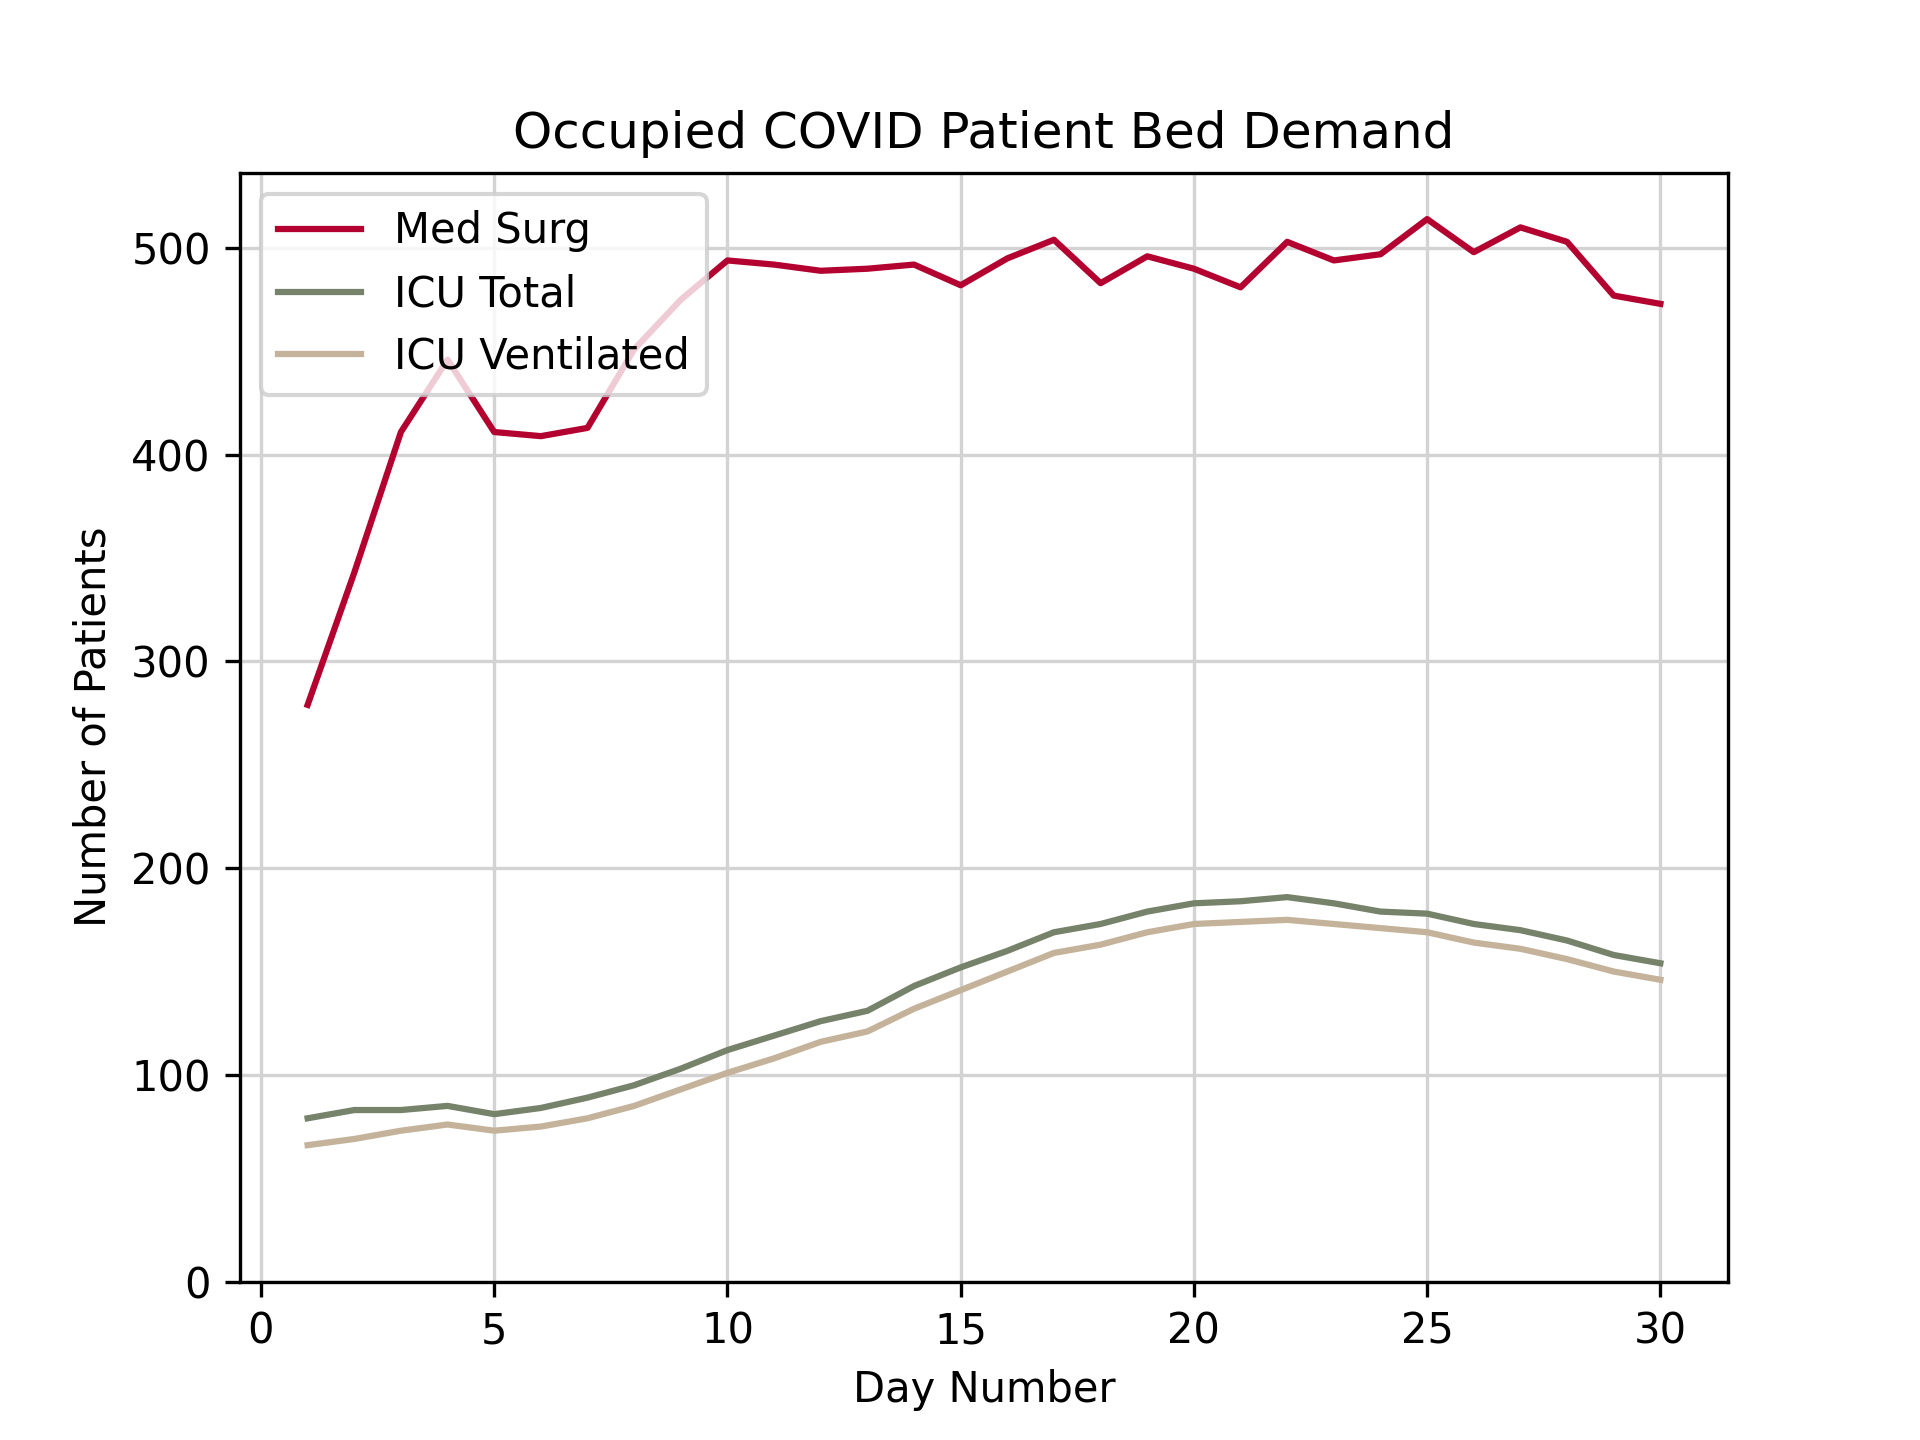 Occupied COVID Patient Bed Demand
Med Surg
ICU Total
ICU Ventilated
500
400
300
200
100
0
Number of Patients
0 5 10 15 20 25 30
Day Number